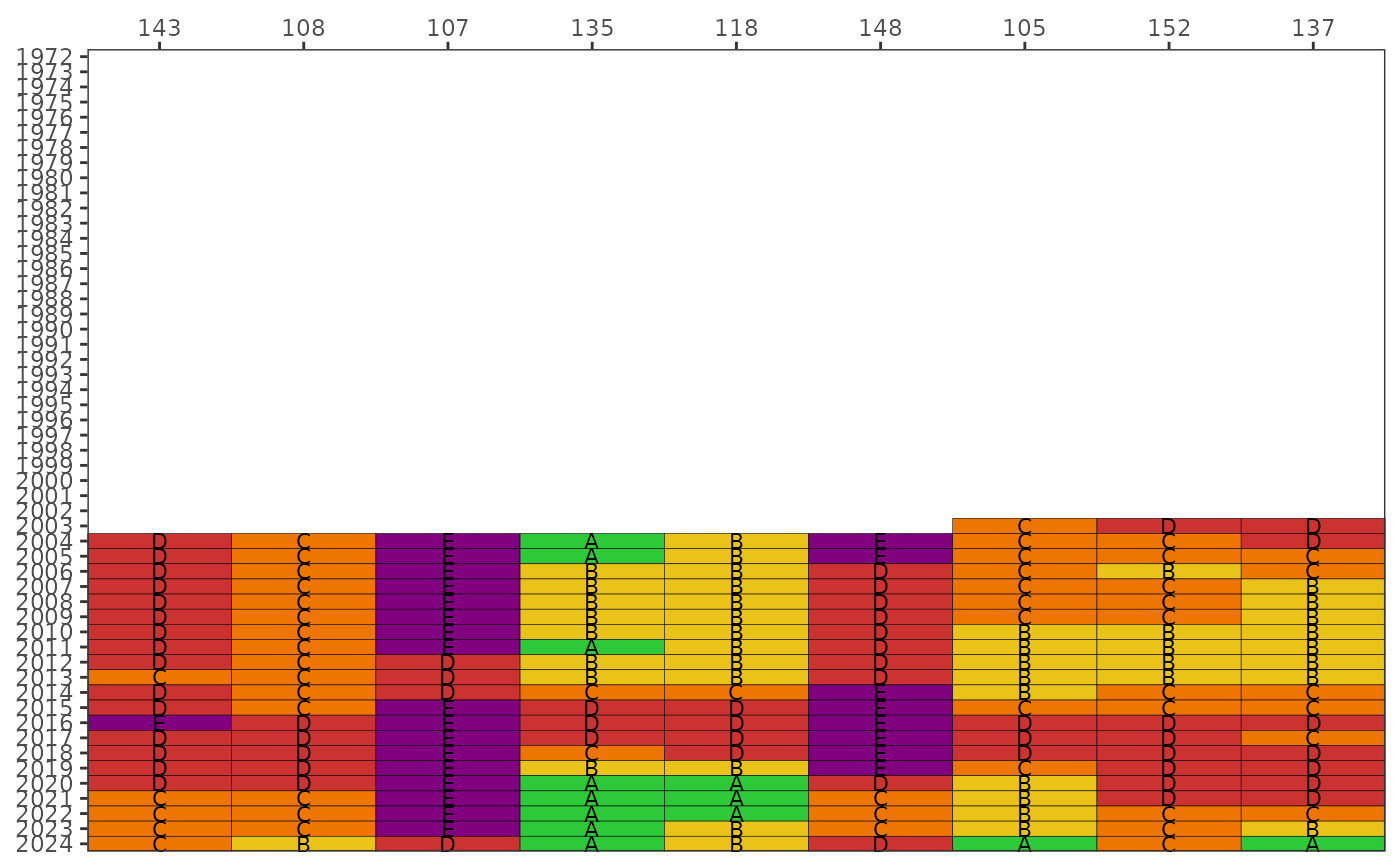 143 108 107 135 118 148 105 152 137
1972
1973
1974
1975
1976
1977
1978
1979
1980
1981
1982
1983
1984
1985
1986
1987
1988
1989
1990
1991
1992
1993
1994
1995
1996
1997
1998
1999
2000
2001
2002
2003 C D D
2004 D C E A B E C C D
2005 D C E A B E C C C
2006 D C E B B D C B C
2007 D C E B B D C C B
2008 D C E B B D C C B
2009 D C E B B D C C B
2010 D C E B B D B B B
2011 D C E A B D B B B
2012 D C D B B D B B B
2013 C C D B B D B B B
2014 D C D C C E B C C
2015 D C E D D E C C C
2016 E D E D D E D D D
2017 D D E D D E D D C
2018 D D E C D E D D D
2019 D D E B B E C D D
2020 D D E A A D B D D
2021 C C E A A C B D D
2022 C C E A A C B C C
2023 C C E A B C B C B
2024 C B D A B D A C A